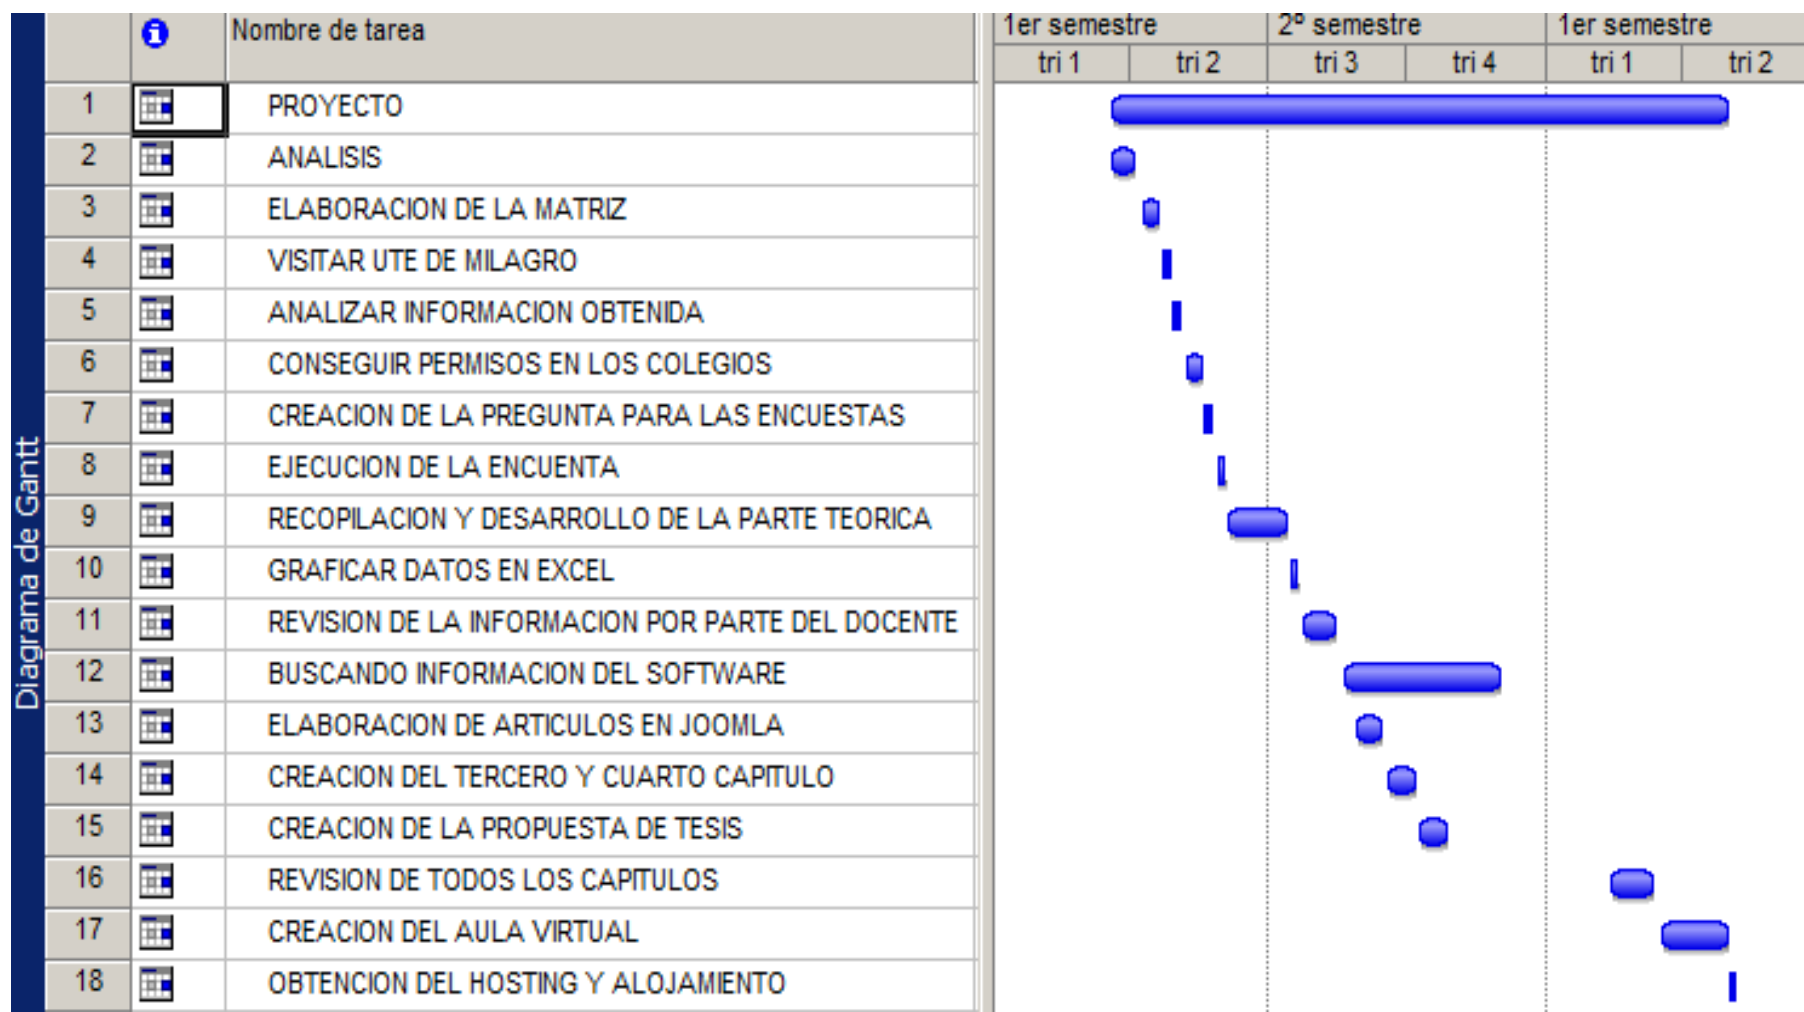 Nombre de tarea
1er semestre 2º semestre 1er semestre
tri 1 tri 2 tri 3 tri 4 tri 1 tri 2
1 PROYECTO
2 ANALISIS
3 ELABORACION DE LA MATRIZ
4 VISITAR UTE DE MILAGRO
5 ANALIZAR INFORMACION OBTENIDA
6 CONSEGUIR PERMISOS EN LOS COLEGIOS
7 CREACION DE LA PREGUNTA PARA LAS ENCUESTAS
8 EJECUCION DE LA ENCUENTA
9 RECOPILACION Y DESARROLLO DE LA PARTE TEORICA
10 GRAFICAR DATOS EN EXCEL
11 REVISION DE LA INFORMACION POR PARTE DEL DOCENTE
12 BUSCANDO INFORMACION DEL SOFTWARE
13 ELABORACION DE ARTICULOS EN JOOMLA
14 CREACION DEL TERCERO Y CUARTO CAPITULO
15 CREACION DE LA PROPUESTA DE TESIS
16 REVISION DE TODOS LOS CAPITULOS
17 CREACION DEL AULA VIRTUAL
18 OBTENCION DEL HOSTING Y ALOJAMIENTO
Diagrama de Gantt